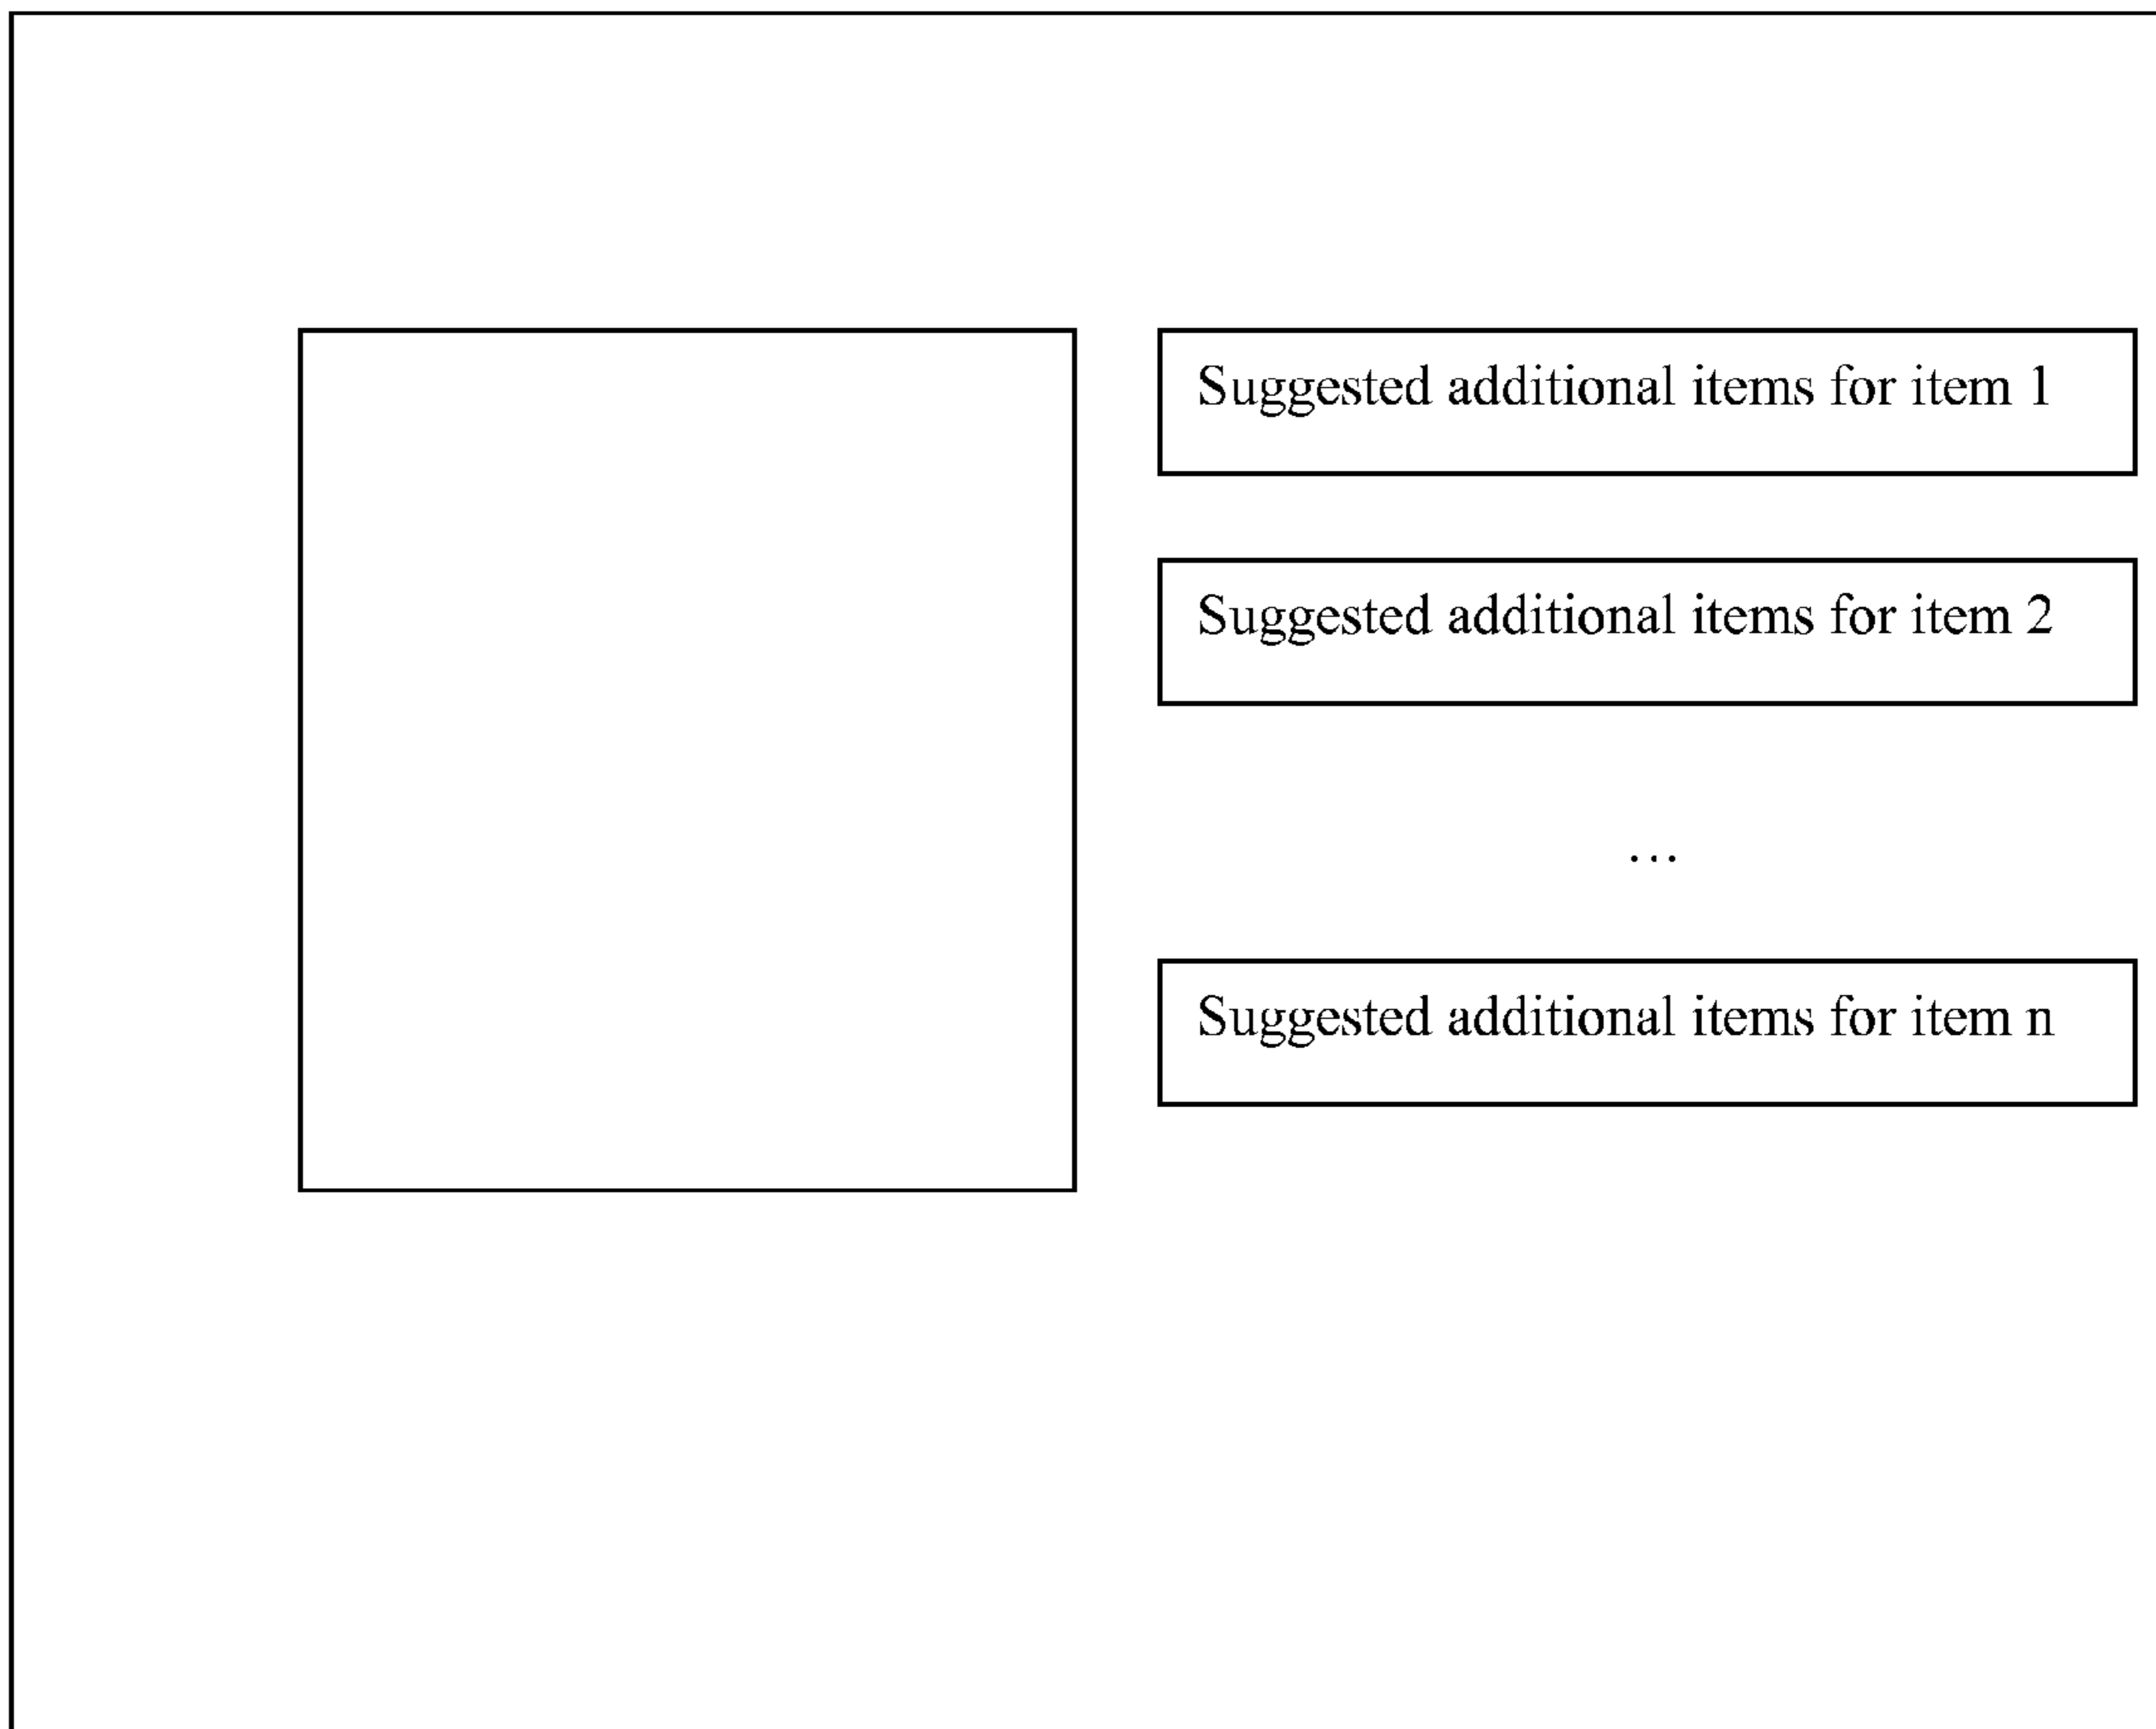 Suggested additional items for item 1
Suggested additional items for item 2
...
Suggested additional items for item n